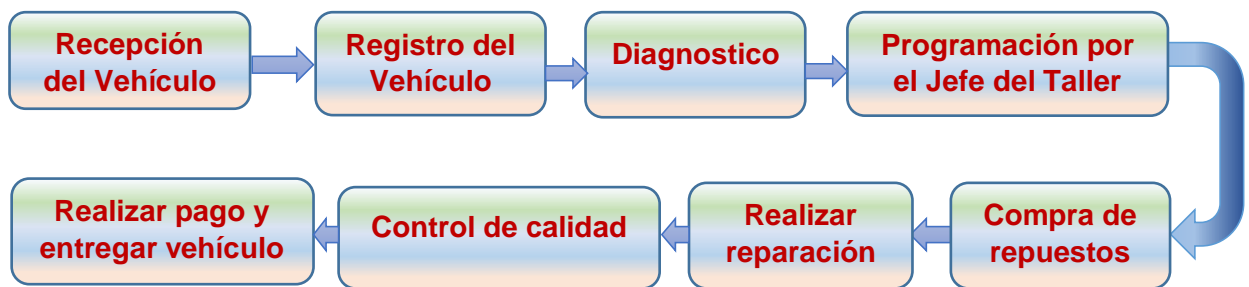 Recepción
del Vehículo
Registro del
Vehículo
Diagnostico
Programación por
el Jefe del Taller
Compra de
repuestos
Realizar
reparación
Control de calidad
Realizar pago y
entregar vehículo